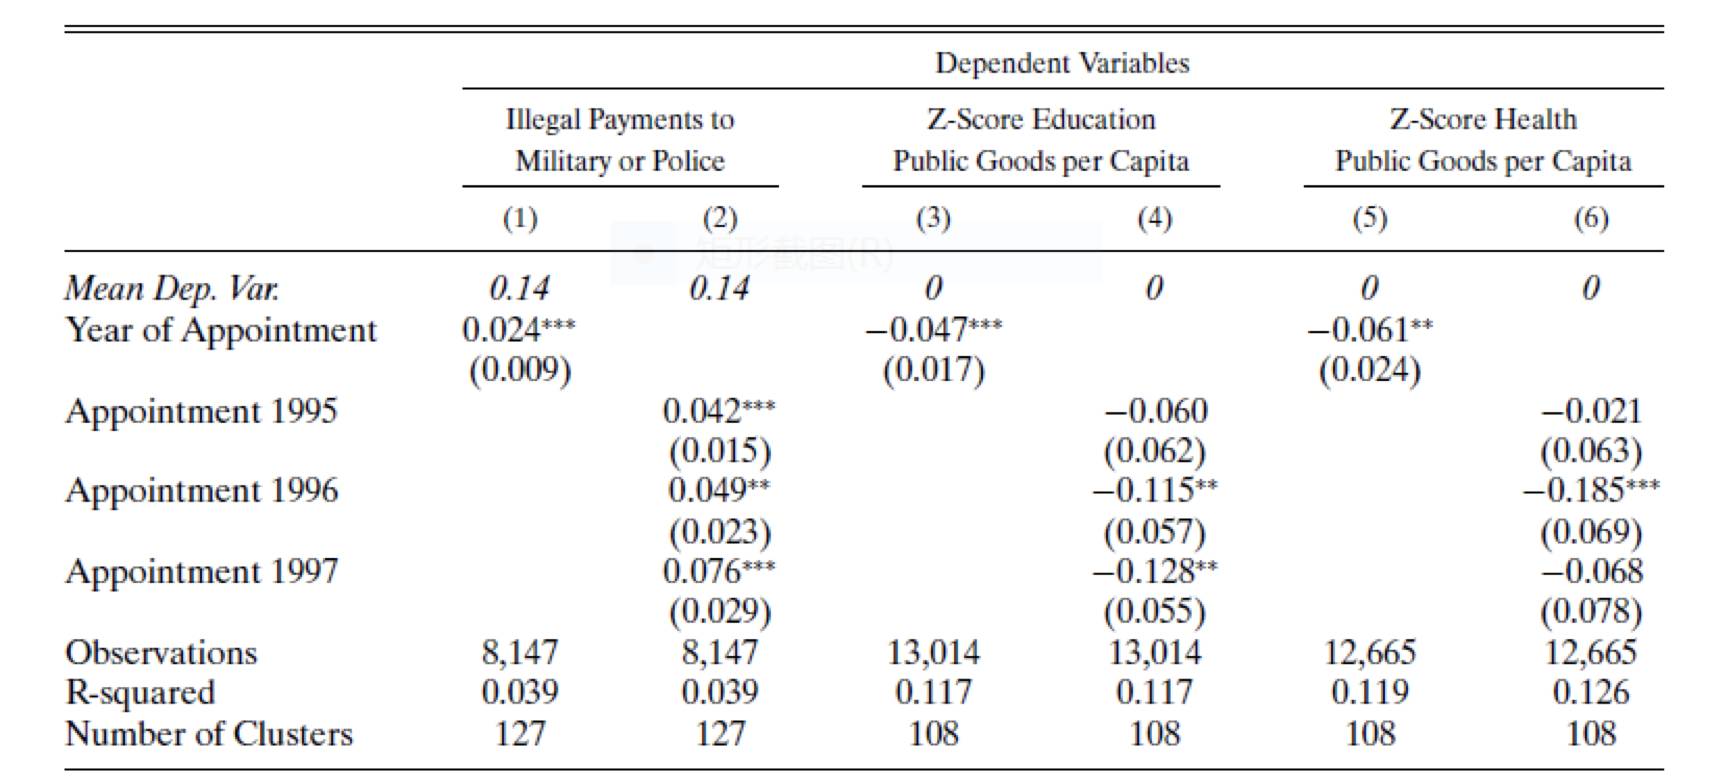 Dependent Variables
Illegal Payments to Z-Score Education Z-Score Health
Military or Police Public Goods per Capita Public Goods per Capita
(1) (2) (3) (4) (5) (6)
矩形截图(R)
Mean Dep. Var. 0.14 0.14 0 0 0 0
Year of Appointment 0.024*** −0.047*** −0.061**
(0.009) (0.017) (0.024)
Appointment 1995 0.042*** −0.060 −0.021
(0.015) (0.062) (0.063)
Appointment 1996 0.049** −0.115** −0.185***
(0.023) (0.057) (0.069)
Appointment 1997 0.076*** −0.128** −0.068
(0.029) (0.055) (0.078)
Observations 8,147 8,147 13,014 13,014 12,665 12,665
R-squared 0.039 0.039 0.117 0.117 0.119 0.126
Number of Clusters 127 127 108 108 108 108